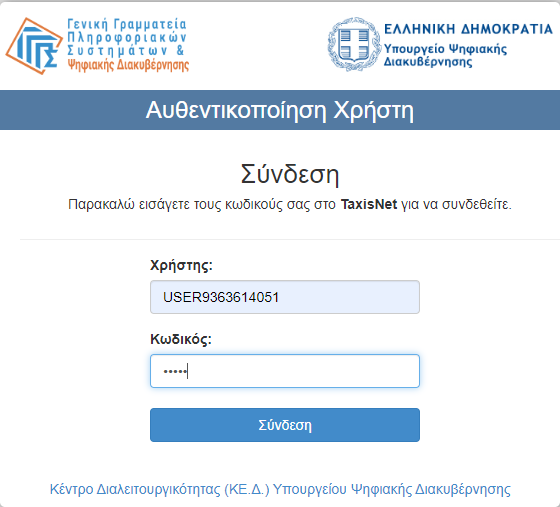 Γενική Γραμματεία
Πληροφοριακών
Συστημάτων &
Ψηφιακής Διακυβέρνησης
ΕΛΛΗΝΙΚΗ ΔΗΜΟΚΡΑΤΙΑ
Υπουργείο Ψηφιακής
Διακυβέρνησης
Αυθεντικοποίηση Χρήστη
Σύνδεση
Παρακαλώ εισάγετε τους κωδικούς σας στο TaxisNet για να συνδεθείτε.
Χρήστης:
USER9363614051
Κωδικός:
•••••
Σύνδεση
Κέντρο Διαλειτουργικότητας (ΚΕ.Δ.) Υπουργείου Ψηφιακής Διακυβέρνησης